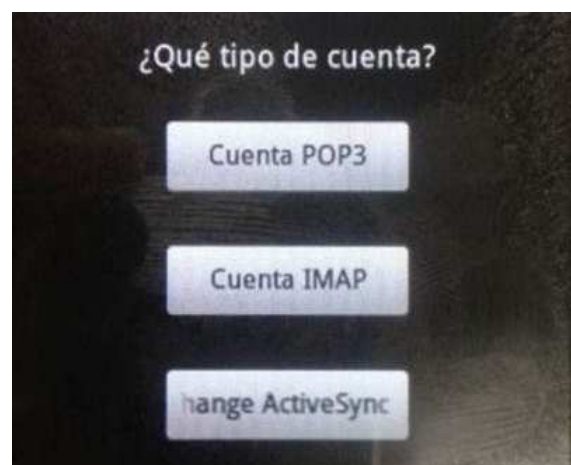 ¿Qué tipo de cuenta?
Cuenta POP3
Cuenta IMAP
hange ActiveSync